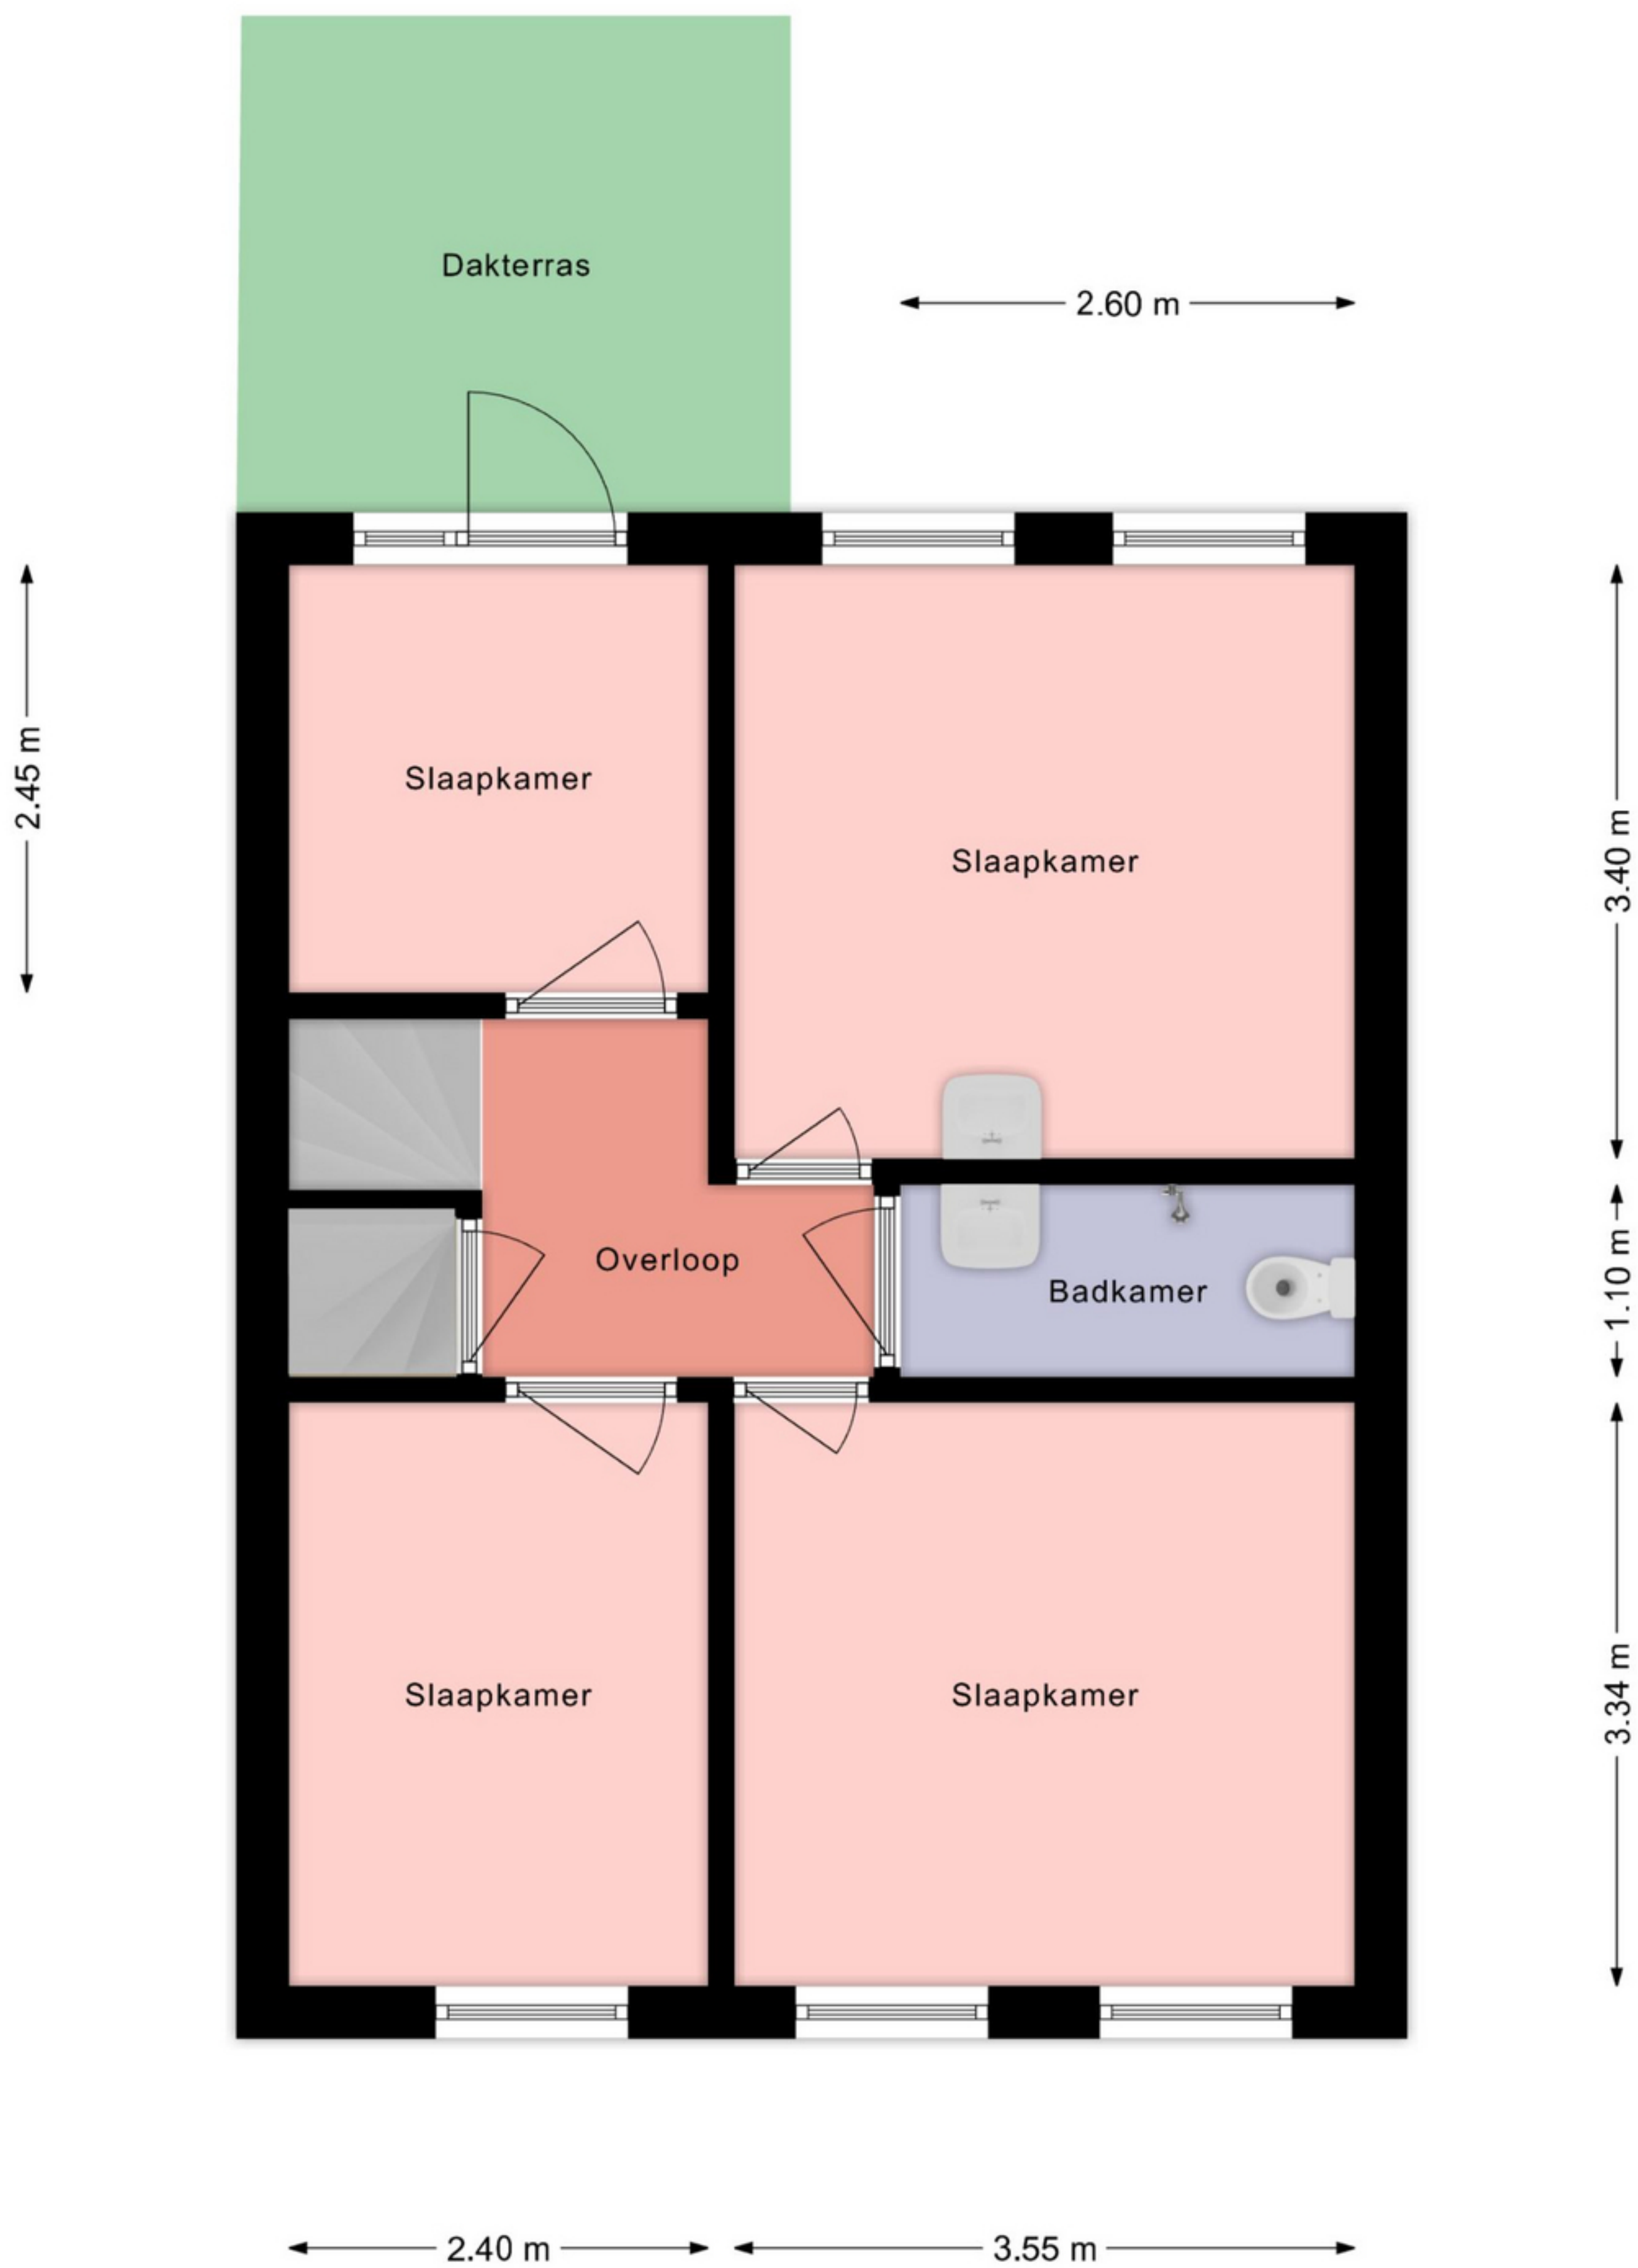 Dakterras
2.60 m
2.45 m
Slaapkamer
Slaapkamer
3.40 m
Overloop
Badkamer
1.10 m
Slaapkamer
Slaapkamer
3.34 m
2.40 m
3.55 m